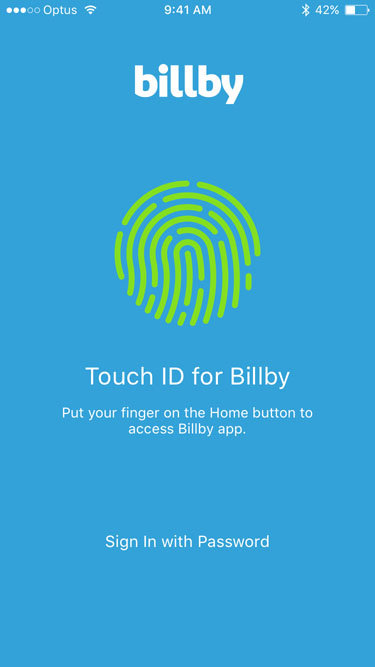 Optus 9:41 AM 42%
billby
Touch ID for Billby
Put your finger on the Home button to
access Billby app.
Sign In with Password